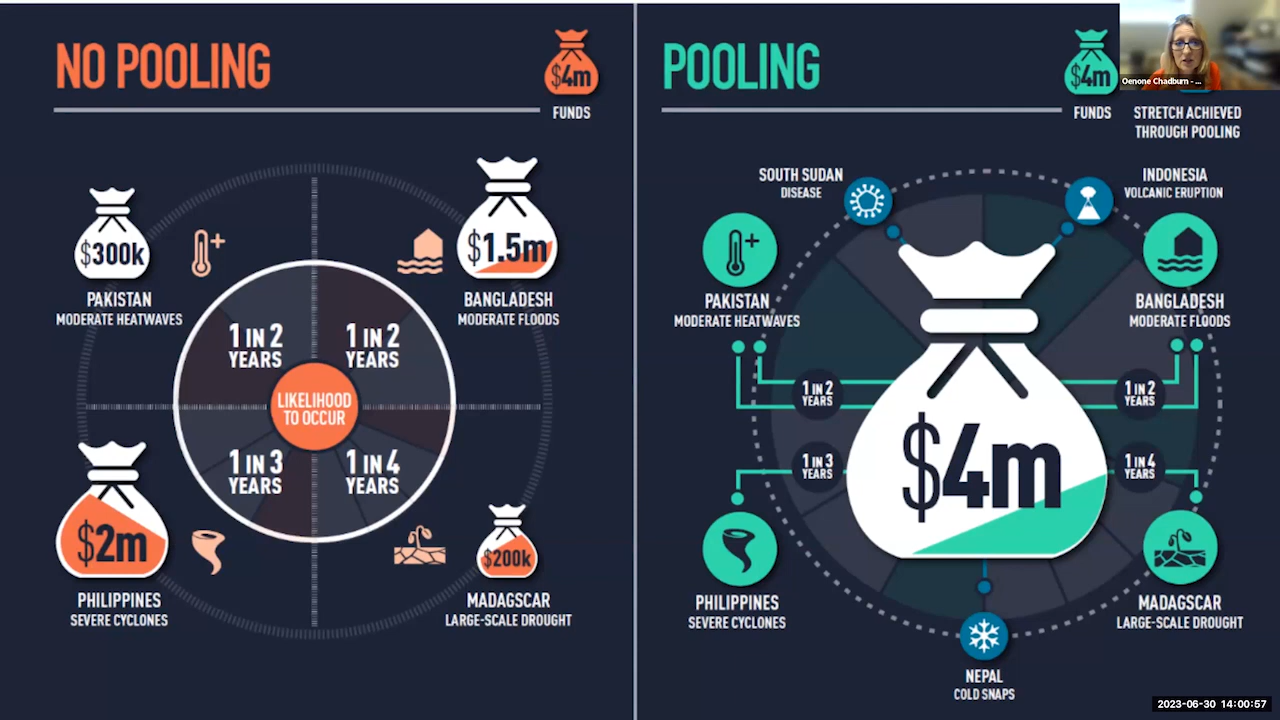 NO POOLING
$4m
FUNDS
$300k
PAKISTAN
MODERATE HEATWAVES
$1.5m
BANGLADESH
MODERATE FLOODS
1 IN 2
YEARS
1 IN 2
YEARS
LIKELIHOOD
TO OCCUR
1 IN 3
YEARS
1 IN 4
YEARS
$2m
PHILIPPINES
SEVERE CYCLONES
$200k
MADAGSCAR
LARGE-SCALE DROUGHT
POOLING
$4m
FUNDS
STRETCH ACHIEVED
THROUGH POOLING
Oenone Chadburn - ...
SOUTH SUDAN
DISEASE
INDONESIA
VOLCANIC ERUPTION
PAKISTAN
MODERATE HEATWAVES
BANGLADESH
MODERATE FLOODS
1 IN 2
YEARS
1 IN 2
YEARS
$4m
1 IN 3
YEARS
1 IN 4
YEARS
PHILIPPINES
SEVERE CYCLONES
MADAGSCAR
LARGE-SCALE DROUGHT
NEPAL
COLD SNAPS
2023-06-30 14:00:57